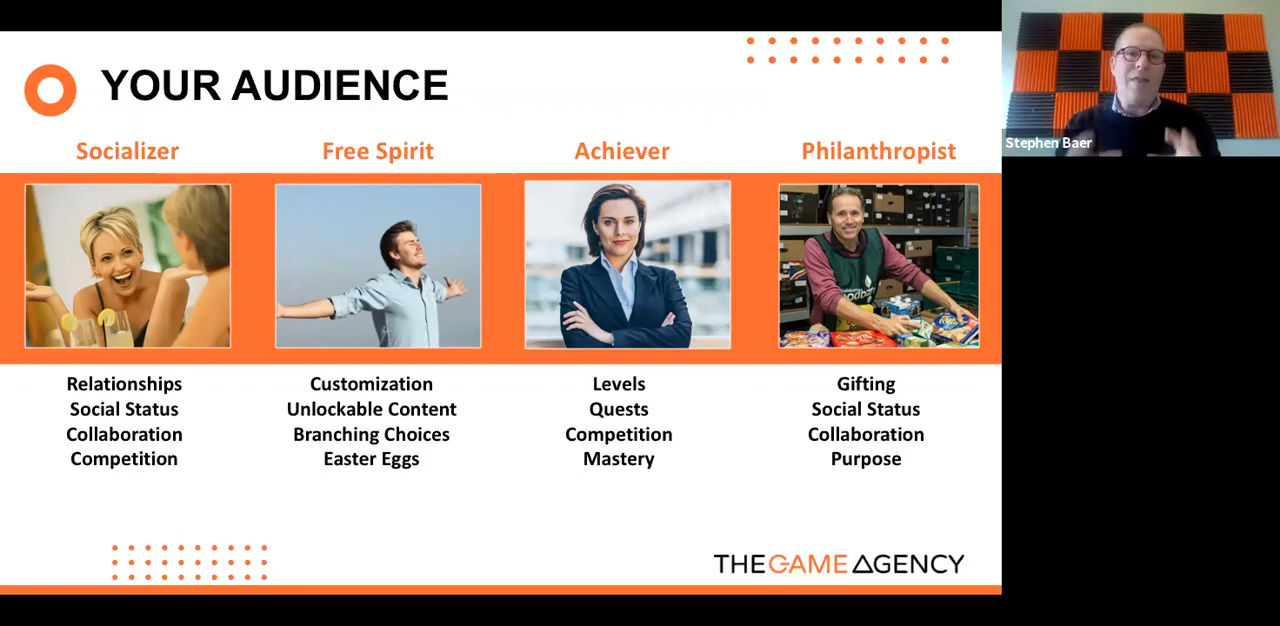 YOUR AUDIENCE
Socializer
Free Spirit
Achiever
Philanthropist
Relationships
Social Status
Collaboration
Competition
Customization
Unlockable Content
Branching Choices
Easter Eggs
Levels
Quests
Competition
Mastery
Gifting
Social Status
Collaboration
Purpose
THEGAMEAGENCY
Stephen Baer